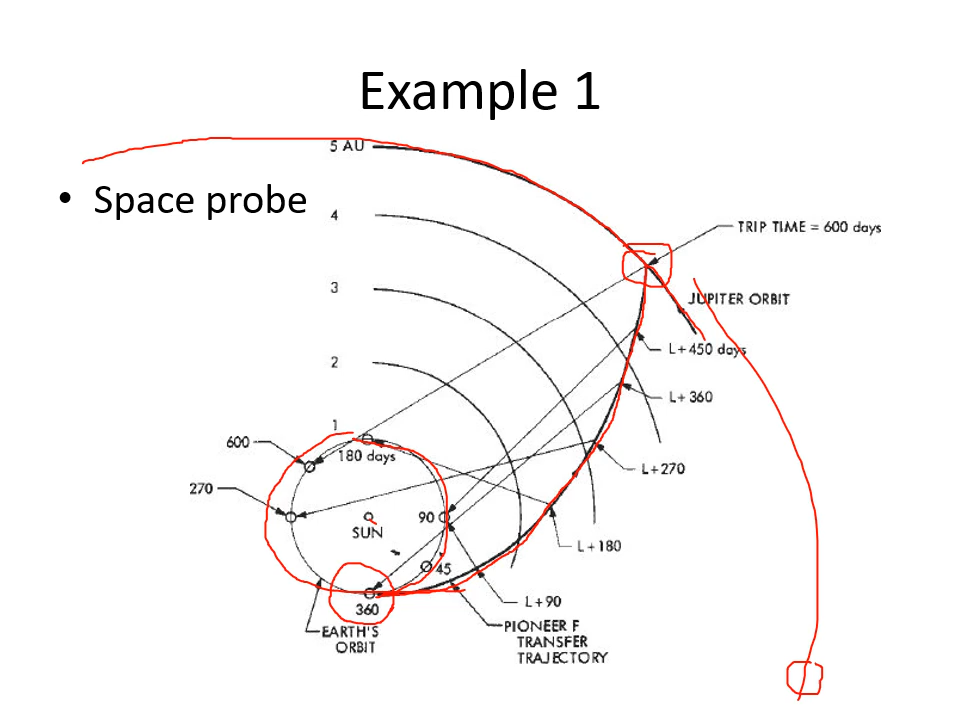 Example 1
5 AU
• Space probe
4
TRIP TIME = 600 days
3
JUPITER ORBIT
L+450 days
2
L+360
1
600
180 days
L+270
270
90
SUN
L+180
45
L+90
360
EARTH'S
ORBIT
PIONEER F
TRANSFER
TRAJECTORY